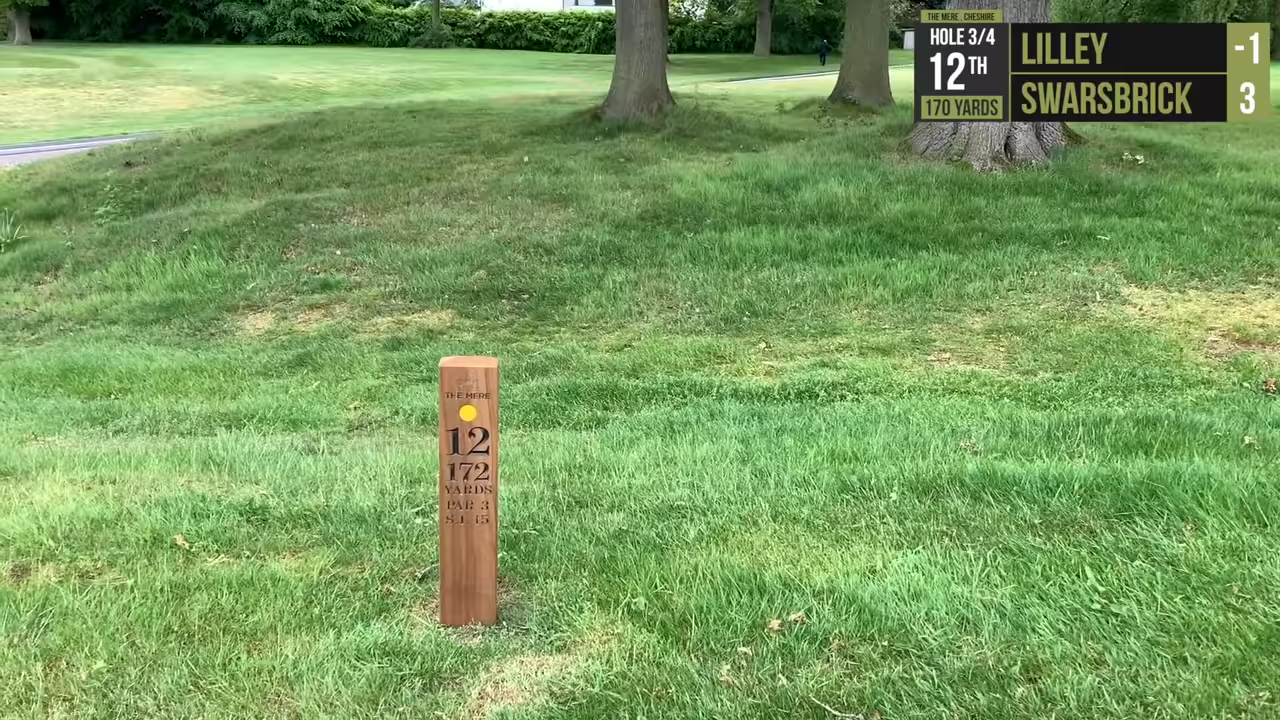 THE MERE, CHESHIRE
HOLE 3/4
12TH
170 YARDS
LILLEY -1
SWARSBRICK 3
THE MERE
12
172
YARDS
PAR 3
S.I. 15